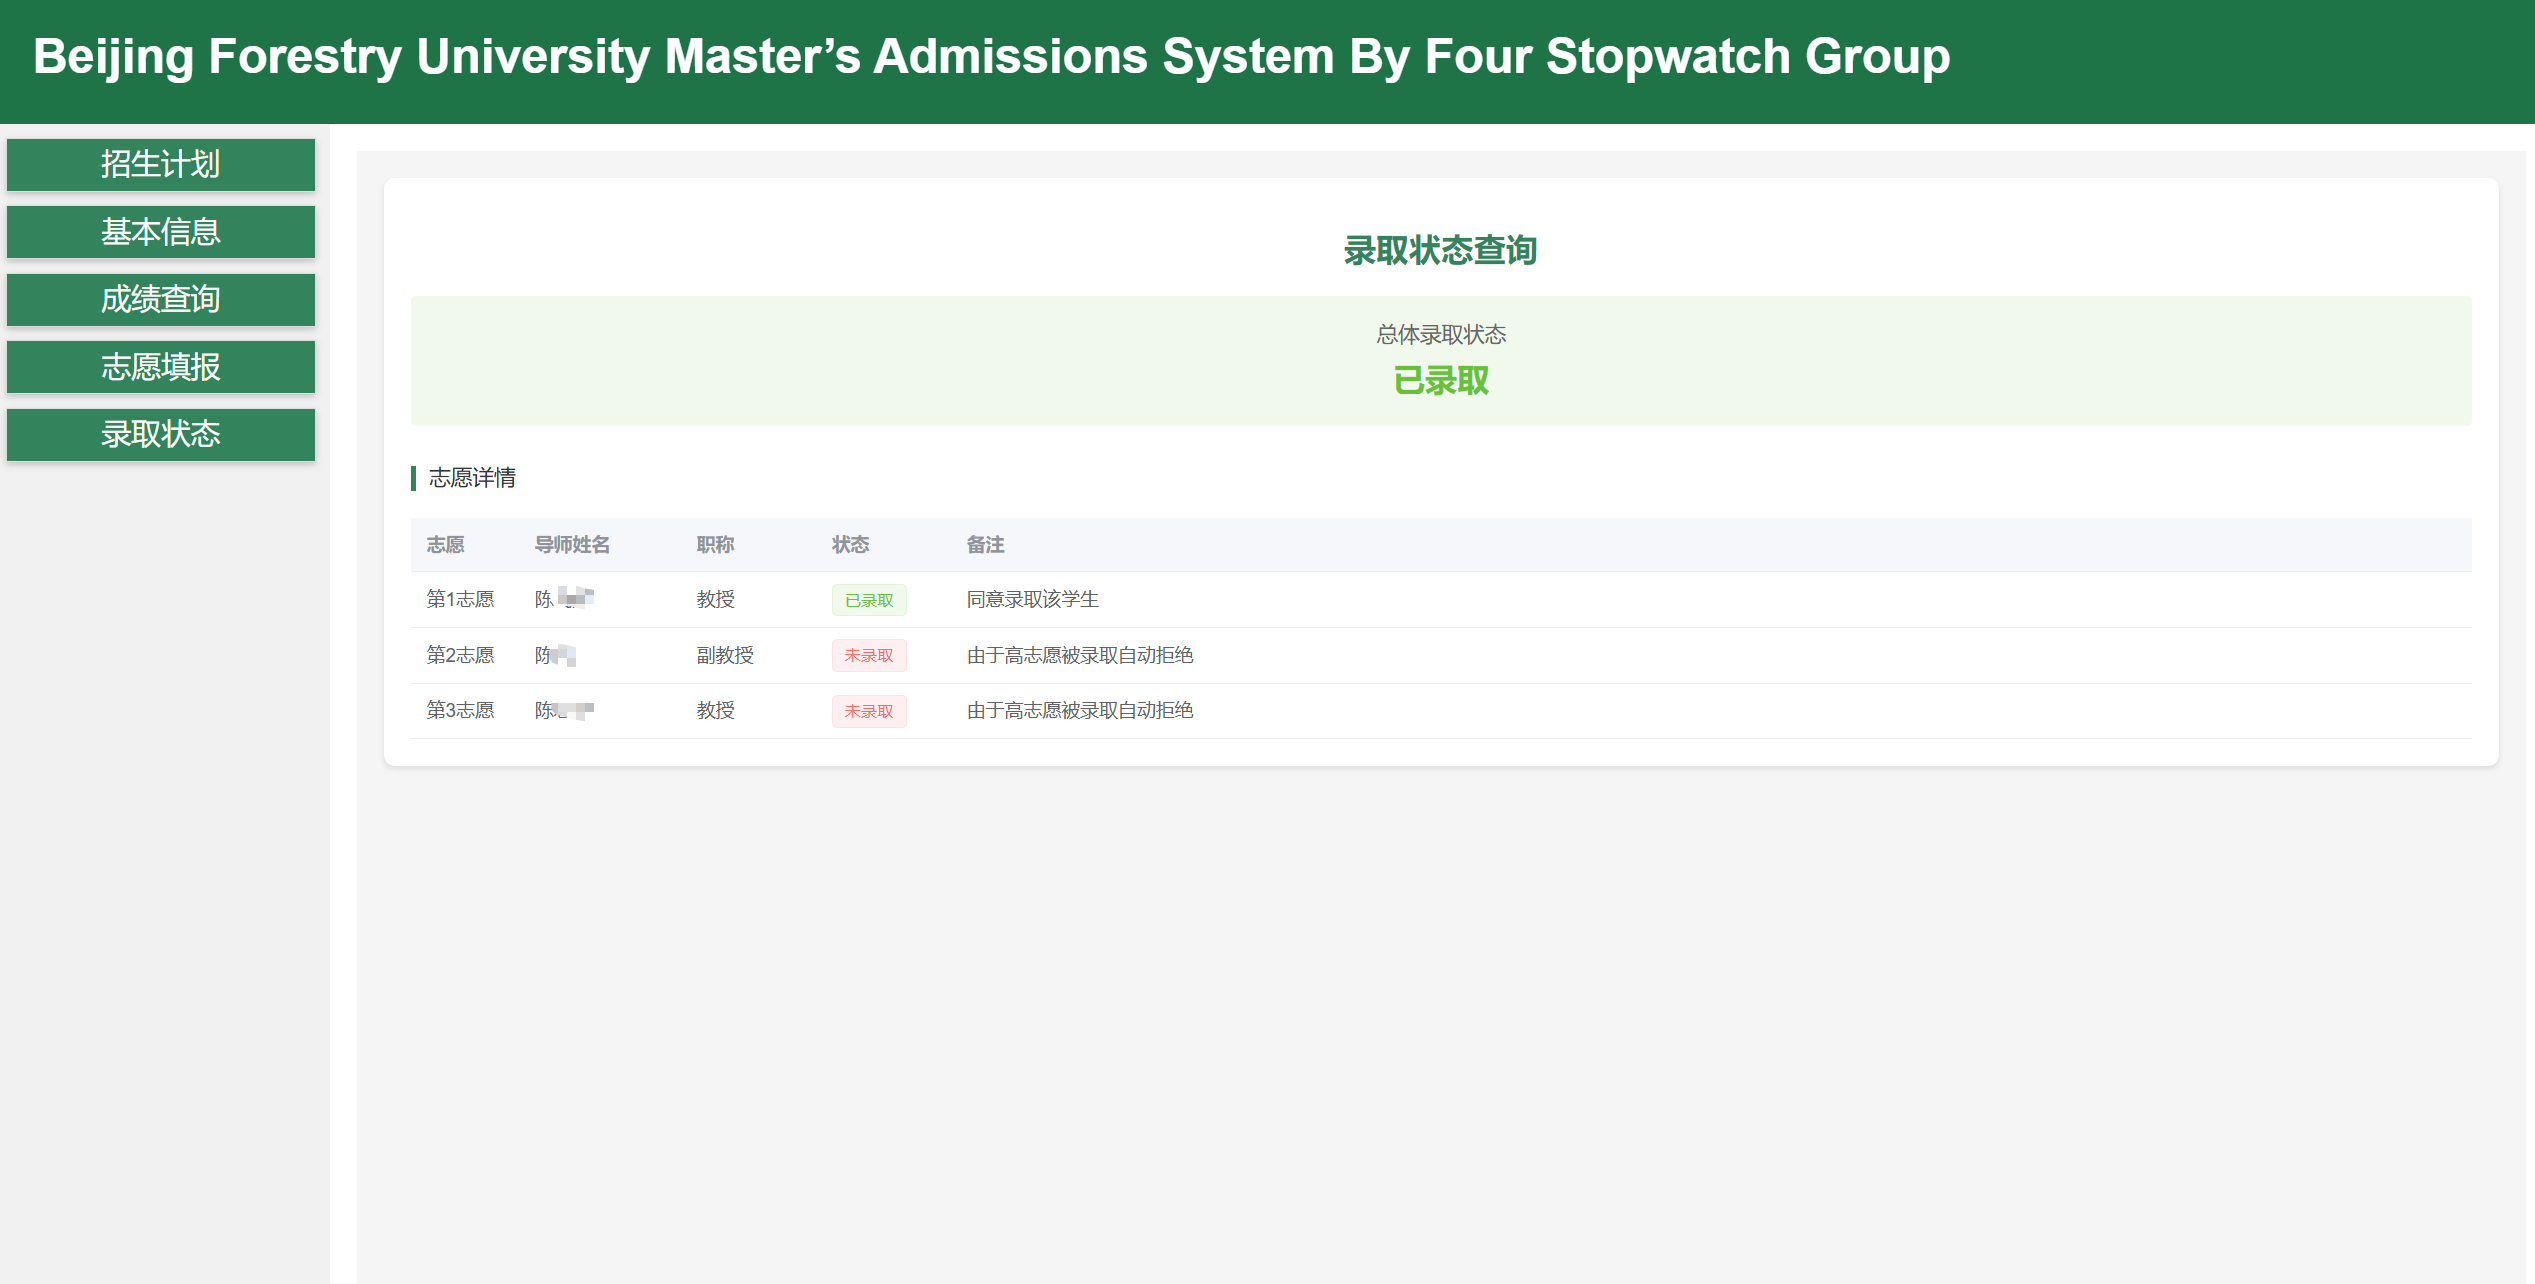 Beijing Forestry University Master’s Admissions System By Four Stopwatch Group
招生计划
基本信息
成绩查询
志愿填报
录取状态
录取状态查询
总体录取状态
已录取
志愿详情
志愿 导师姓名 职称 状态 备注
第1志愿 陈 教授 已录取 同意录取该学生
第2志愿 陈 副教授 未录取 由于高志愿被录取自动拒绝
第3志愿 陈 教授 未录取 由于高志愿被录取自动拒绝